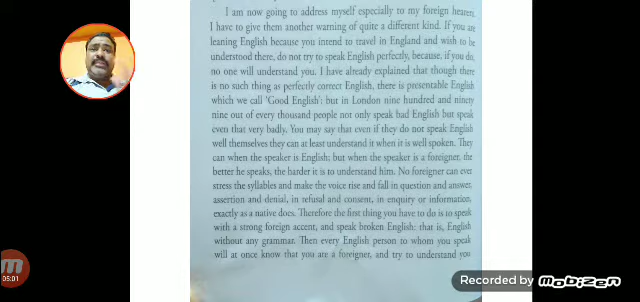 I am now going to address myself especially to my foreign hearers.
I have to give them another warning of quite a different kind. If you are
leaning English because you intend to travel in England and wish to be
understood there, do not try to speak English perfectly, because, if you do,
no one will understand you. I have already explained that though there
is no such thing as perfectly correct English, there is presentable English
which we call 'Good English'; but in London nine hundred and ninety
nine out of every thousand people not only speak bad English but speak
even that very badly. You may say that even if they do not speak English
well themselves they can at least understand it when it is well spoken. They
can when the speaker is English: but when the speaker is a foreigner, the
better he speaks, the harder it is to understand him. No foreigner can ever
stress the syllables and make the voice rise and fall in question and answer,
assertion and denial, in refusal and consent, in enquiry or information,
exactly as a native does. Therefore the first thing you have to do is to speak
with a strong foreign accent, and speak broken English: that is, English
without any grammar. Then every English person to whom you speak
will at once know that you are a foreigner, and try to understand you
05:01
Recorded by Mobizen